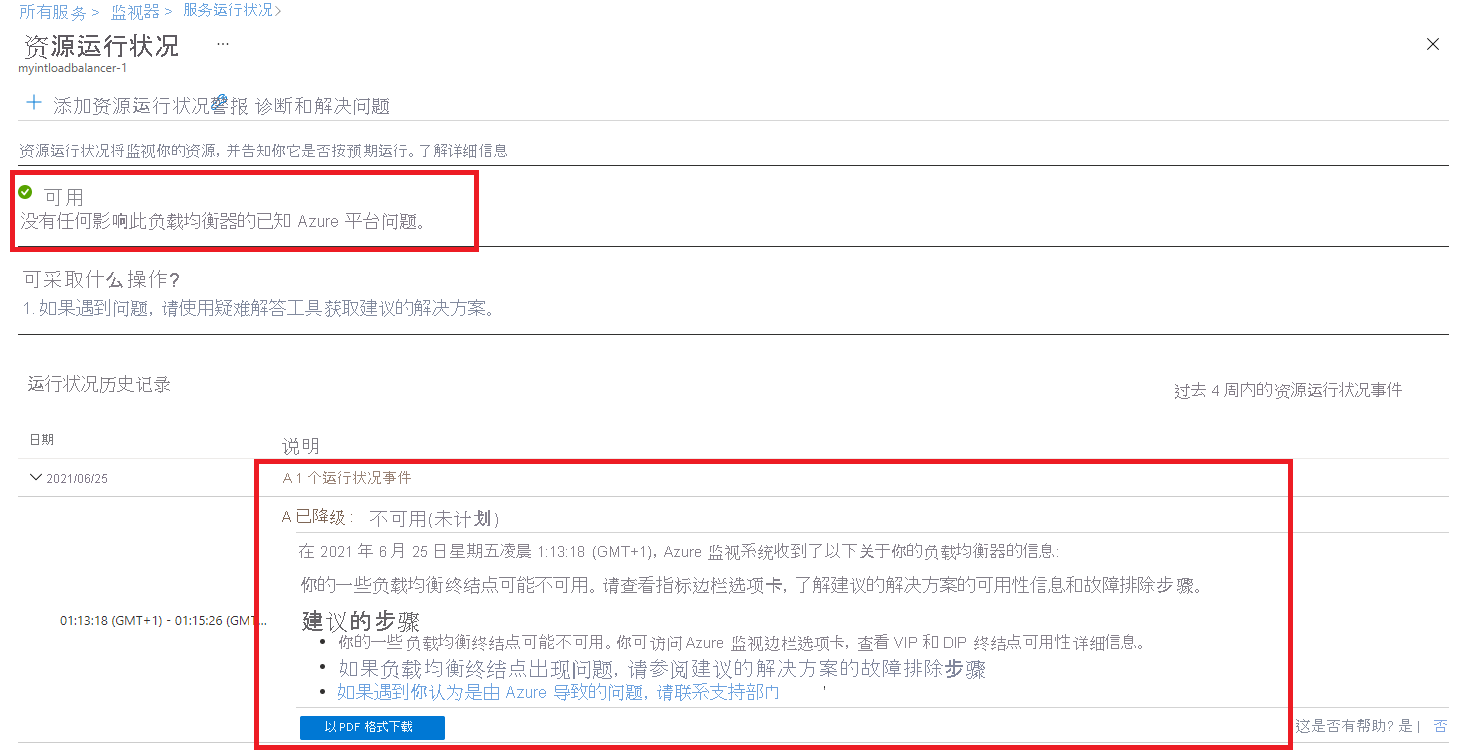 所有服务 > 监视器 > 服务运行状况 >
资源运行状况 ...
myintloadbalancer-1
添加资源运行状况警报 诊断和解决问题
资源运行状况将监视你的资源, 并告知你它是否按预期运行。了解详细信息
可用
没有任何影响此负载均衡器的已知 Azure 平台问题。
可采取什么操作?
1. 如果遇到问题, 请使用疑难解答工具获取建议的解决方案。
运行状况历史记录
过去 4 周内的资源运行状况事件
日期
说明
2021/06/25 A 1 个运行状况事件
A 已降级: 不可用(未计划)
在 2021 年 6 月 25 日星期五凌晨 1:13:18 (GMT+1), Azure 监视系统收到了以下关于你的负载均衡器的信息:
你的一些负载均衡终结点可能不可用。请查看指标边栏选项卡, 了解建议的解决方案的可用性信息和故障排除步骤。
01:13:18 (GMT+1) - 01:15:26 (GMT...
建议的步骤
• 你的一些负载均衡终结点可能不可用。你可访问 Azure 监视边栏选项卡, 查看 VIP 和 DIP 终结点可用性详细信息。
• 如果负载均衡终结点出现问题, 请参阅建议的解决方案的故障排除步骤
• 如果遇到你认为是由 Azure 导致的问题, 请联系支持部门 '
以 PDF 格式下载
这是否有帮助? 是 | 否